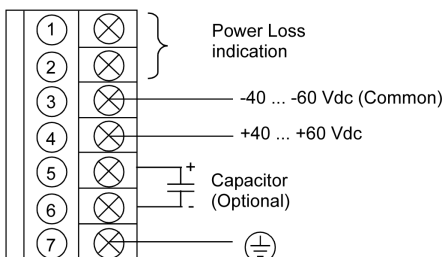 1
Power Loss
indication
2
3
-40 ... -60 Vdc (Common)
4
+40 ... +60 Vdc
5
+
Capacitor
(Optional)
6
-
7